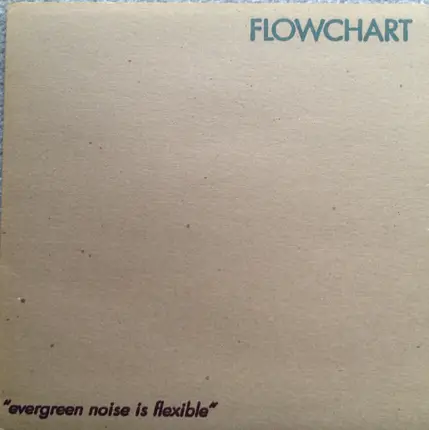 FLOWCHART
"evergreen noise is flexible"